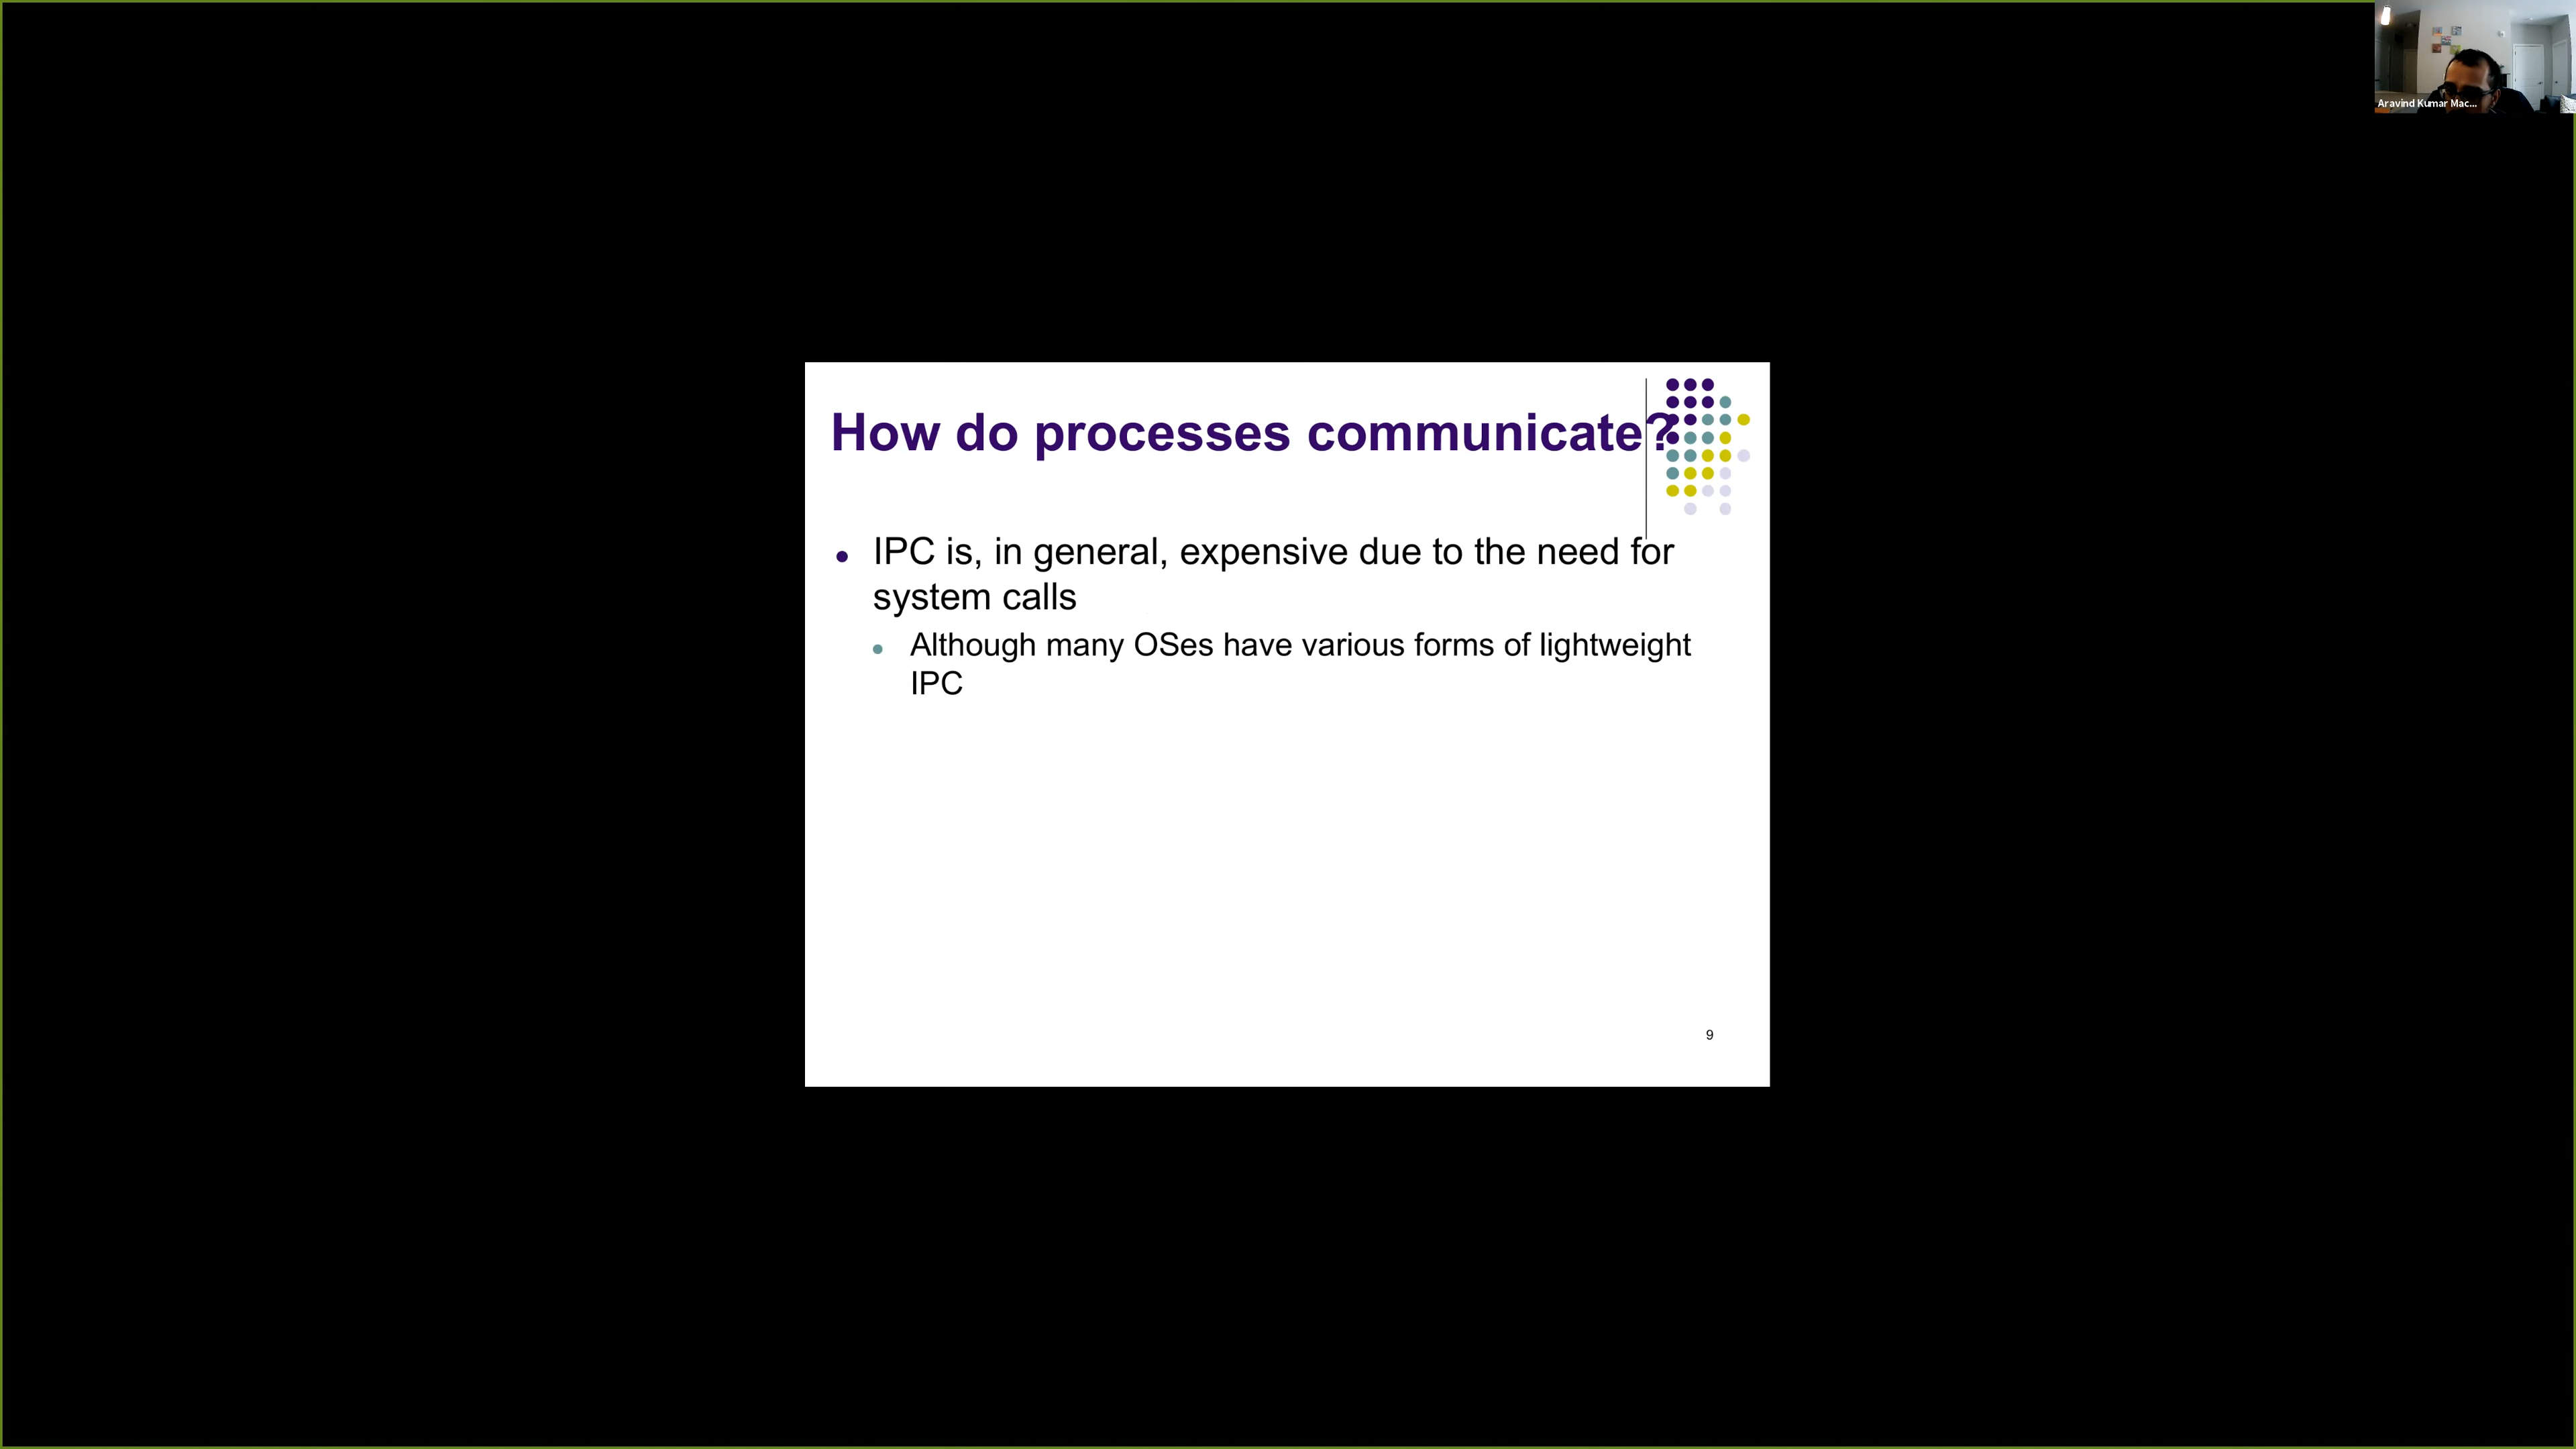 Aravind Kumar Mac...
How do processes communicate?
• IPC is, in general, expensive due to the need for
system calls
• Although many OSes have various forms of lightweight
IPC
9